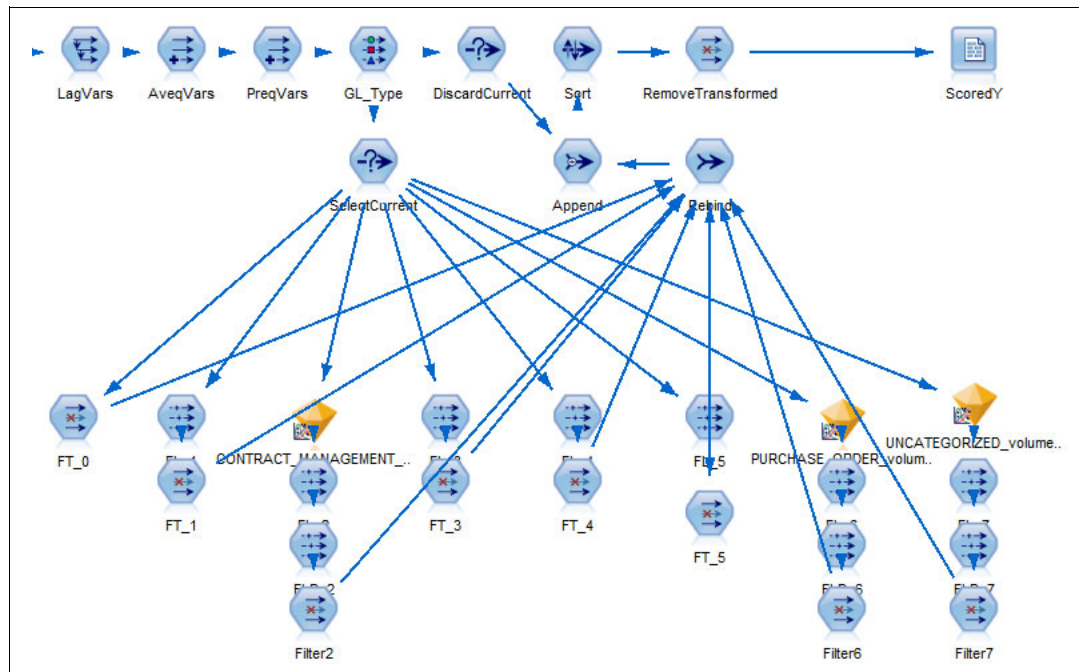 LagVars
AveqVars
PreqVars
GL_Type
DiscardCurrent
Sort
RemoveTransformed
ScoredY
SelectCurrent
Append
Rebind
FT_0
CONTRACT_MANAGEMENT_..
FL_5
PURCHASE_ORDER_volum..
UNCATEGORIZED_volume..
FT_1
FT_3
FT_4
FT_5
Filter2
Filter6
Filter7